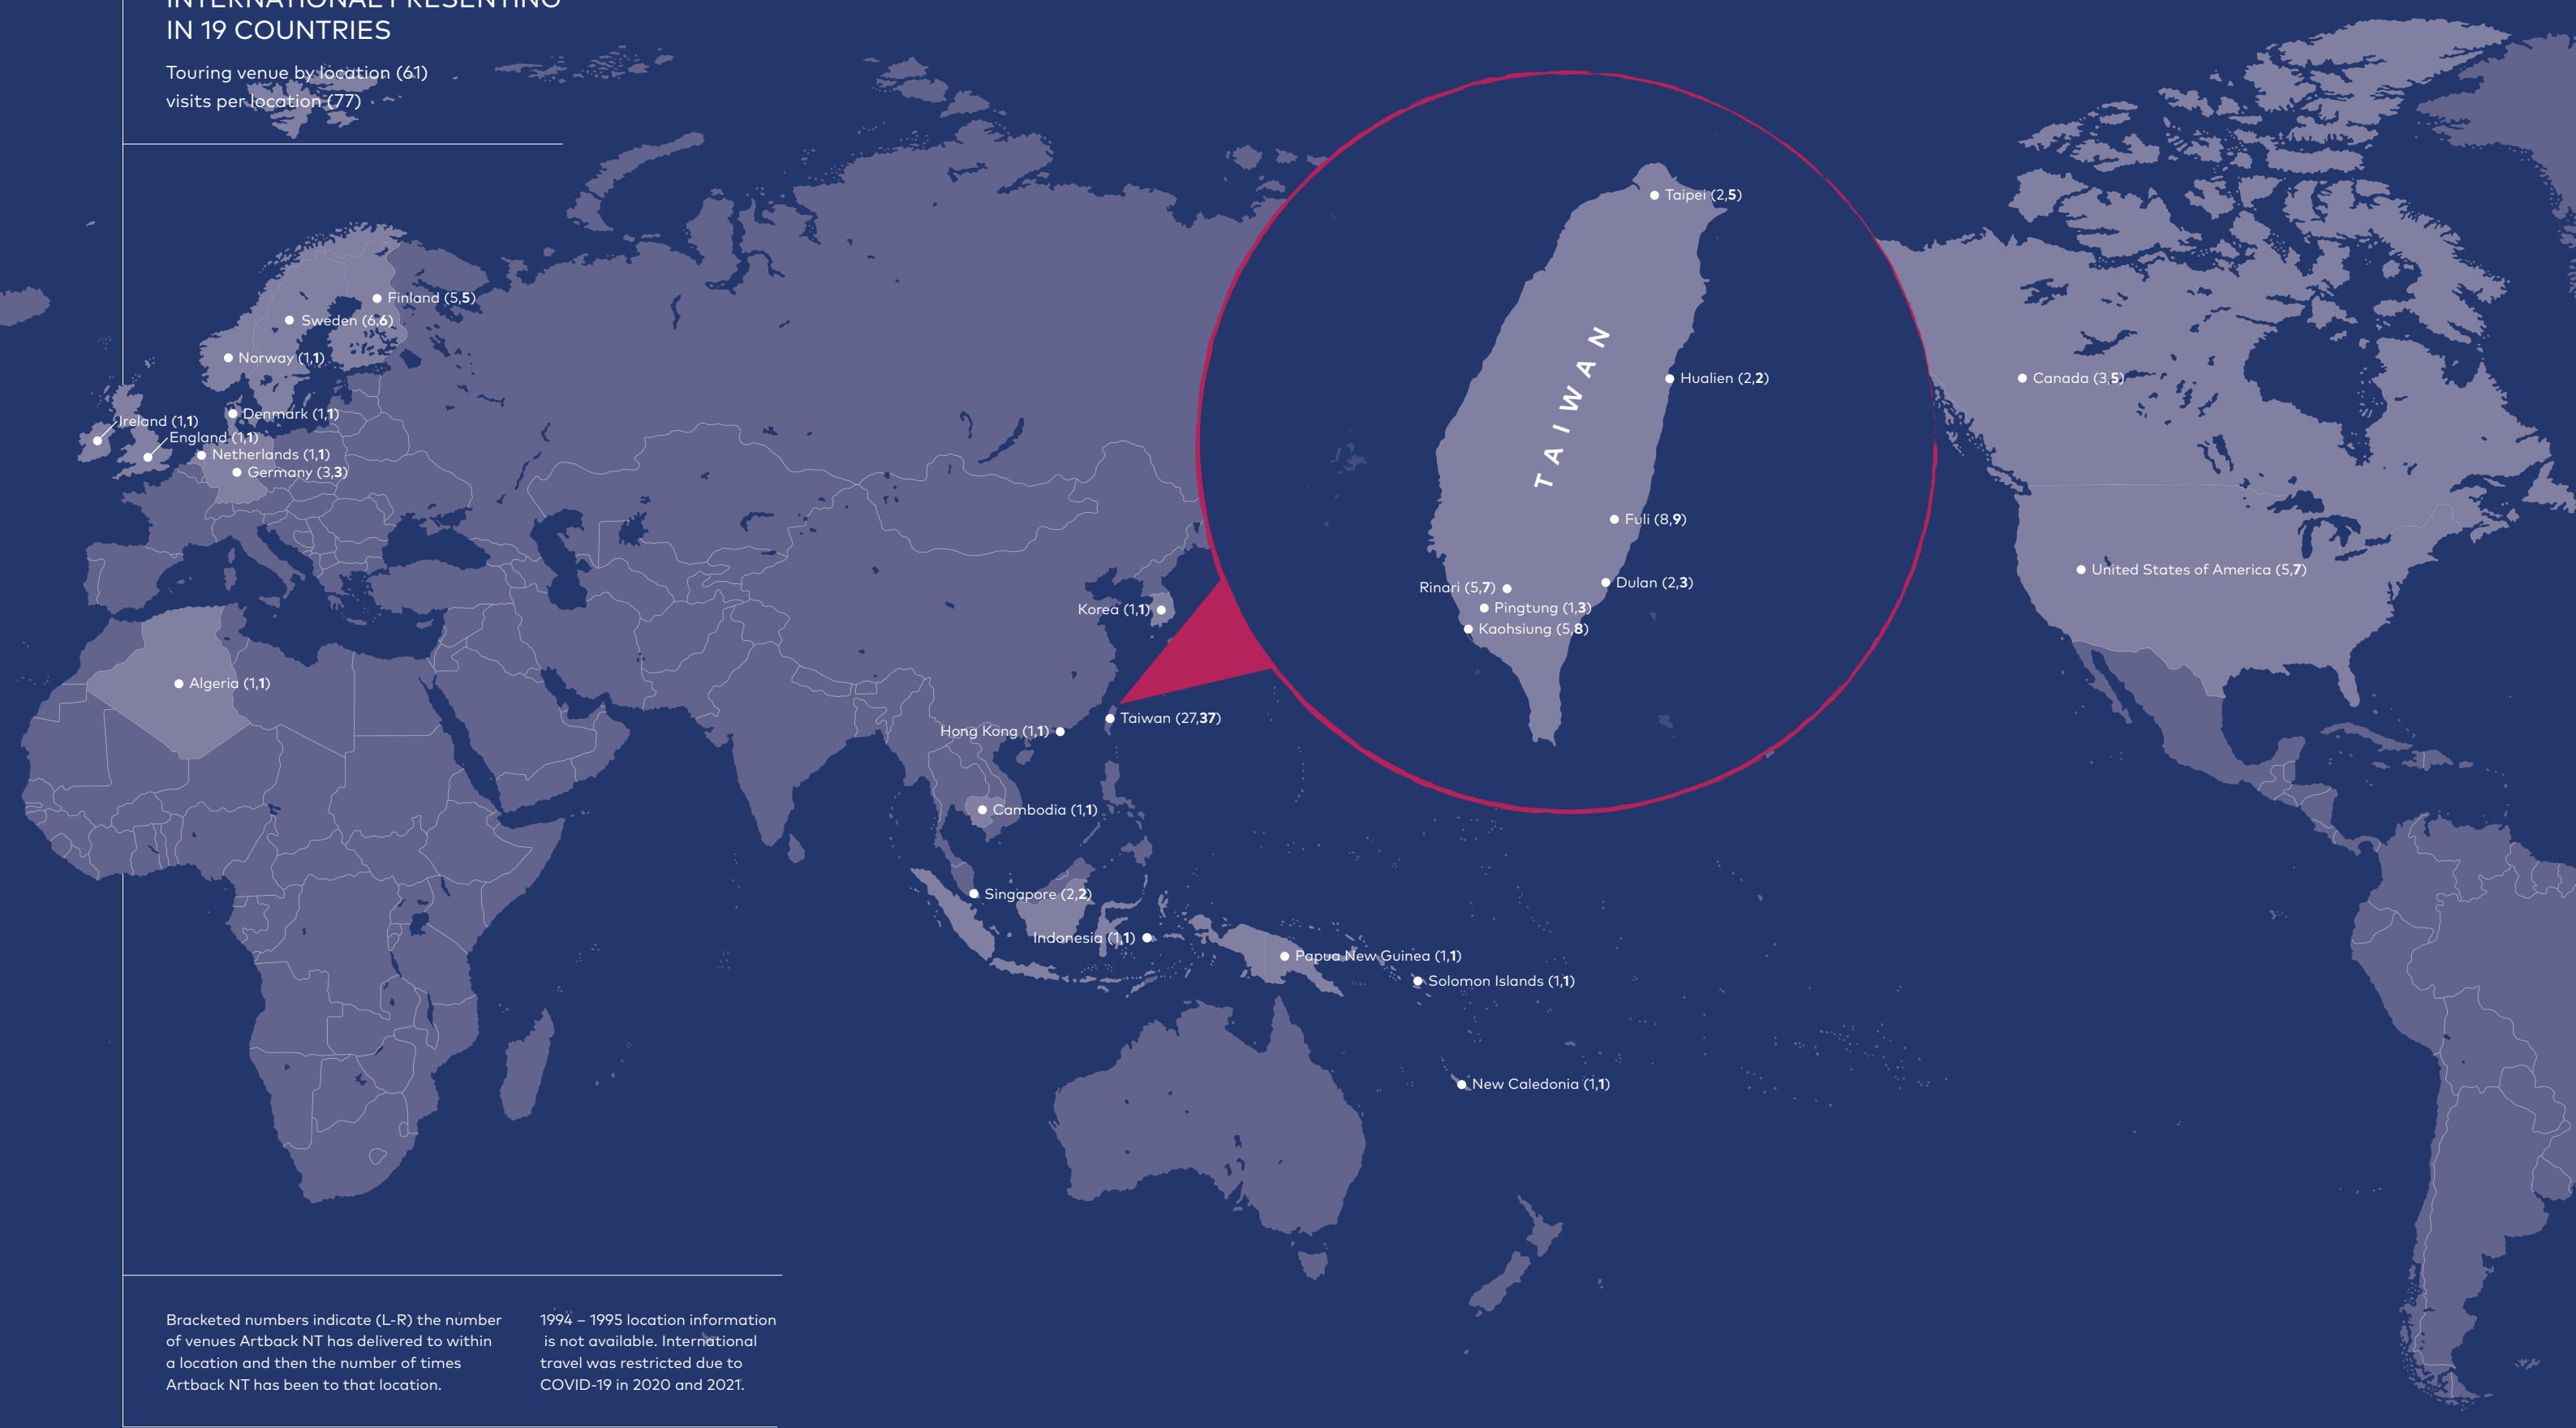 INTERNATIONAL PRESENTING
IN 19 COUNTRIES
Touring venue by location (61)
visits per location (77)
Finland (5,5)
Sweden (6,6)
Norway (1,1)
Denmark (1,1)
Ireland (1,1)
England (1,1)
Netherlands (1,1)
Germany (3,3)
Algeria (1,1)
Korea (1,1)
Taiwan (27,37)
Hong Kong (1,1)
Cambodia (1,1)
Singapore (2,2)
Indonesia (1,1)
Papua New Guinea (1,1)
Solomon Islands (1,1)
New Caledonia (1,1)
TAIWAN
Taipei (2,5)
Hualien (2,2)
Fuli (8,9)
Dulan (2,3)
Rinari (5,7)
Pingtung (1,3)
Kaohsiung (5,8)
Canada (3,5)
United States of America (5,7)
Bracketed numbers indicate (L-R) the number
of venues Artback NT has delivered to within
a location and then the number of times
Artback NT has been to that location.
1994 – 1995 location information
is not available. International
travel was restricted due to
COVID-19 in 2020 and 2021.